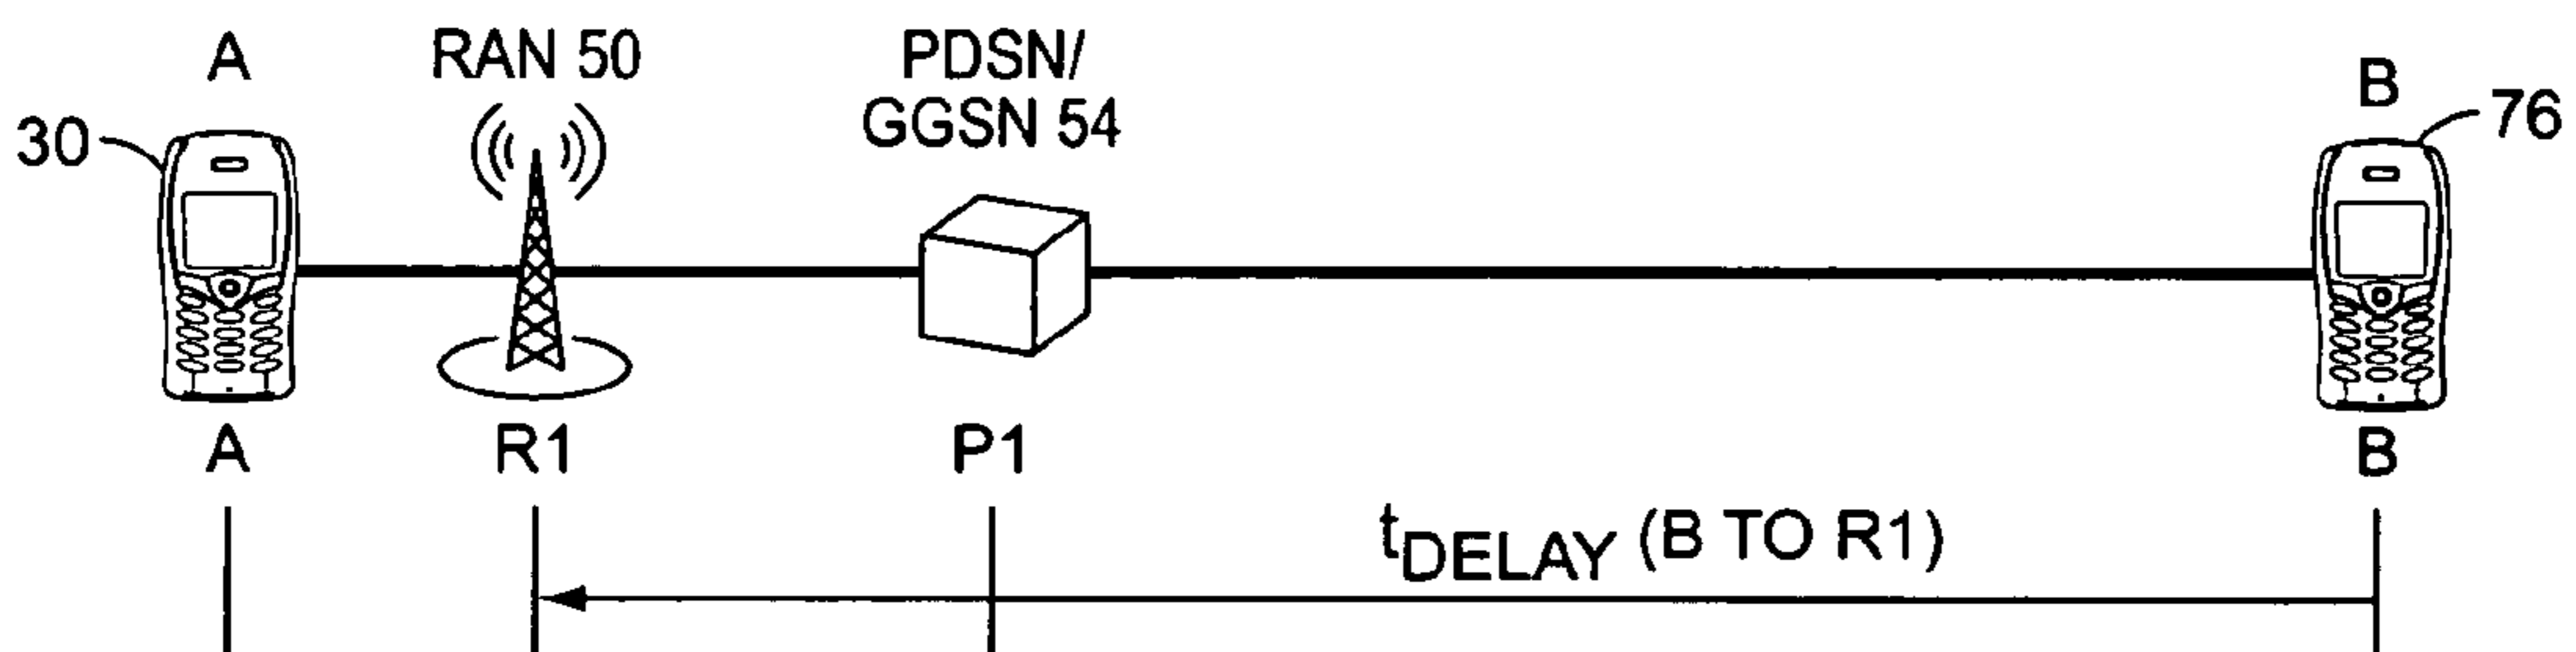 A
RAN 50
PDSN/
GGSN 54
B
30
76
A
R1
P1
B
tDELAY (B TO R1)